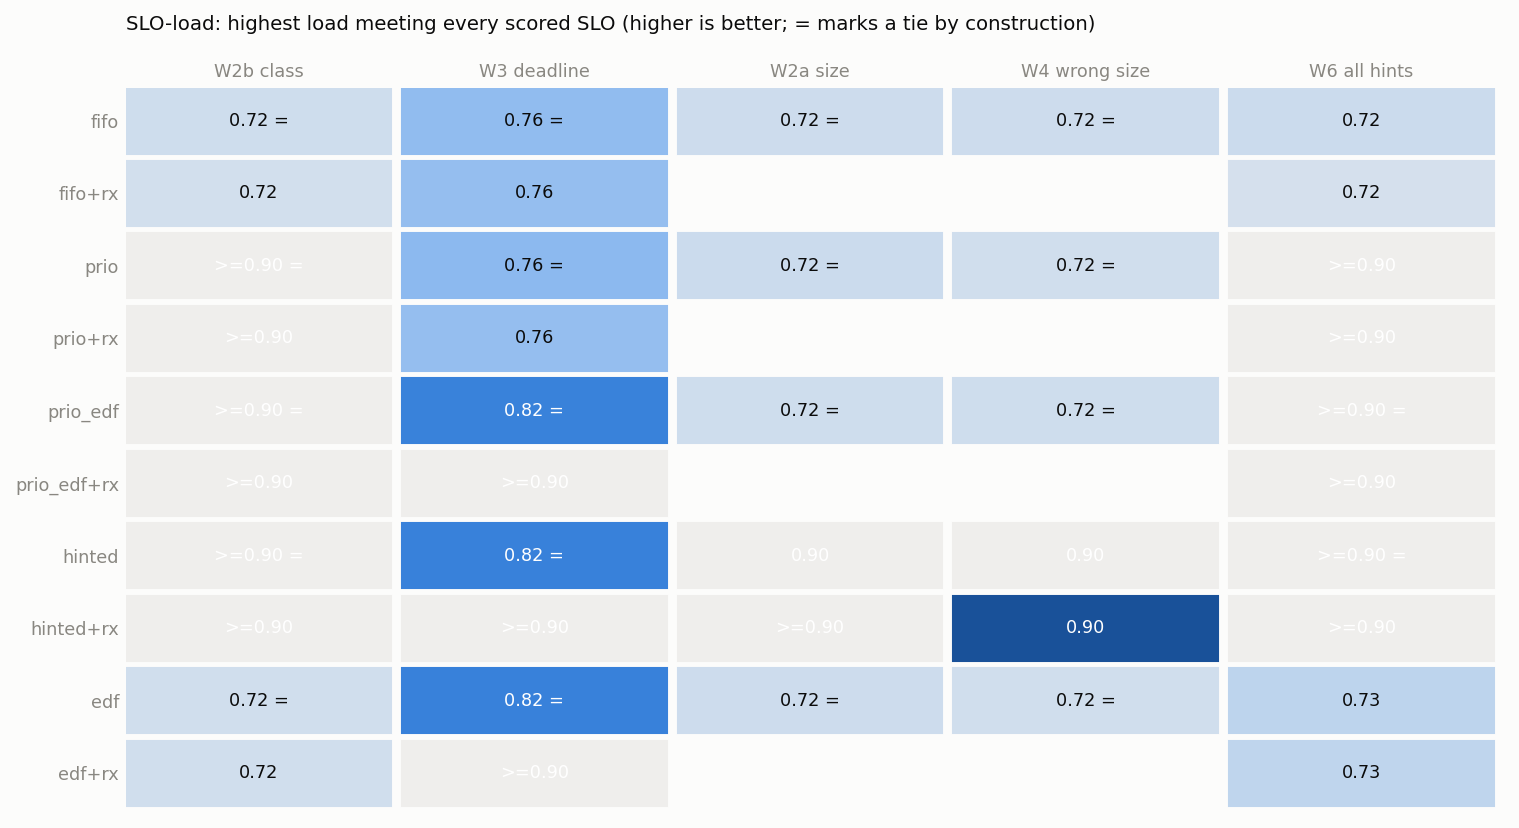 SLO-load: highest load meeting every scored SLO (higher is better; = marks a tie by construction)
W2b class W3 deadline W2a size W4 wrong size W6 all hints
fifo 0.72 = 0.76 = 0.72 = 0.72 = 0.72
fifo+rx 0.72 0.76 0.72
prio >=0.90 = 0.76 = 0.72 = 0.72 = >=0.90
prio+rx >=0.90 0.76 >=0.90
prio_edf >=0.90 = 0.82 = 0.72 = 0.72 = >=0.90 =
prio_edf+rx >=0.90 >=0.90 >=0.90
hinted >=0.90 = 0.82 = 0.90 0.90 >=0.90 =
hinted+rx >=0.90 >=0.90 >=0.90 0.90 >=0.90
edf 0.72 = 0.82 = 0.72 = 0.72 = 0.73
edf+rx 0.72 >=0.90 0.73